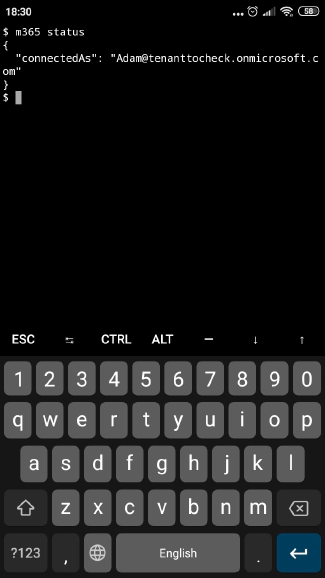 18:30
58
$ m365 status
{
"connectedAs": "Adam@tenanttocheck.onmicrosoft.c
om"
}
$
ESC CTRL ALT – ↓ ↑
1 2 3 4 5 6 7 8 9 0
q w e r t y u i o p
a s d f g h j k l
z x c v b n m
?123 , English .